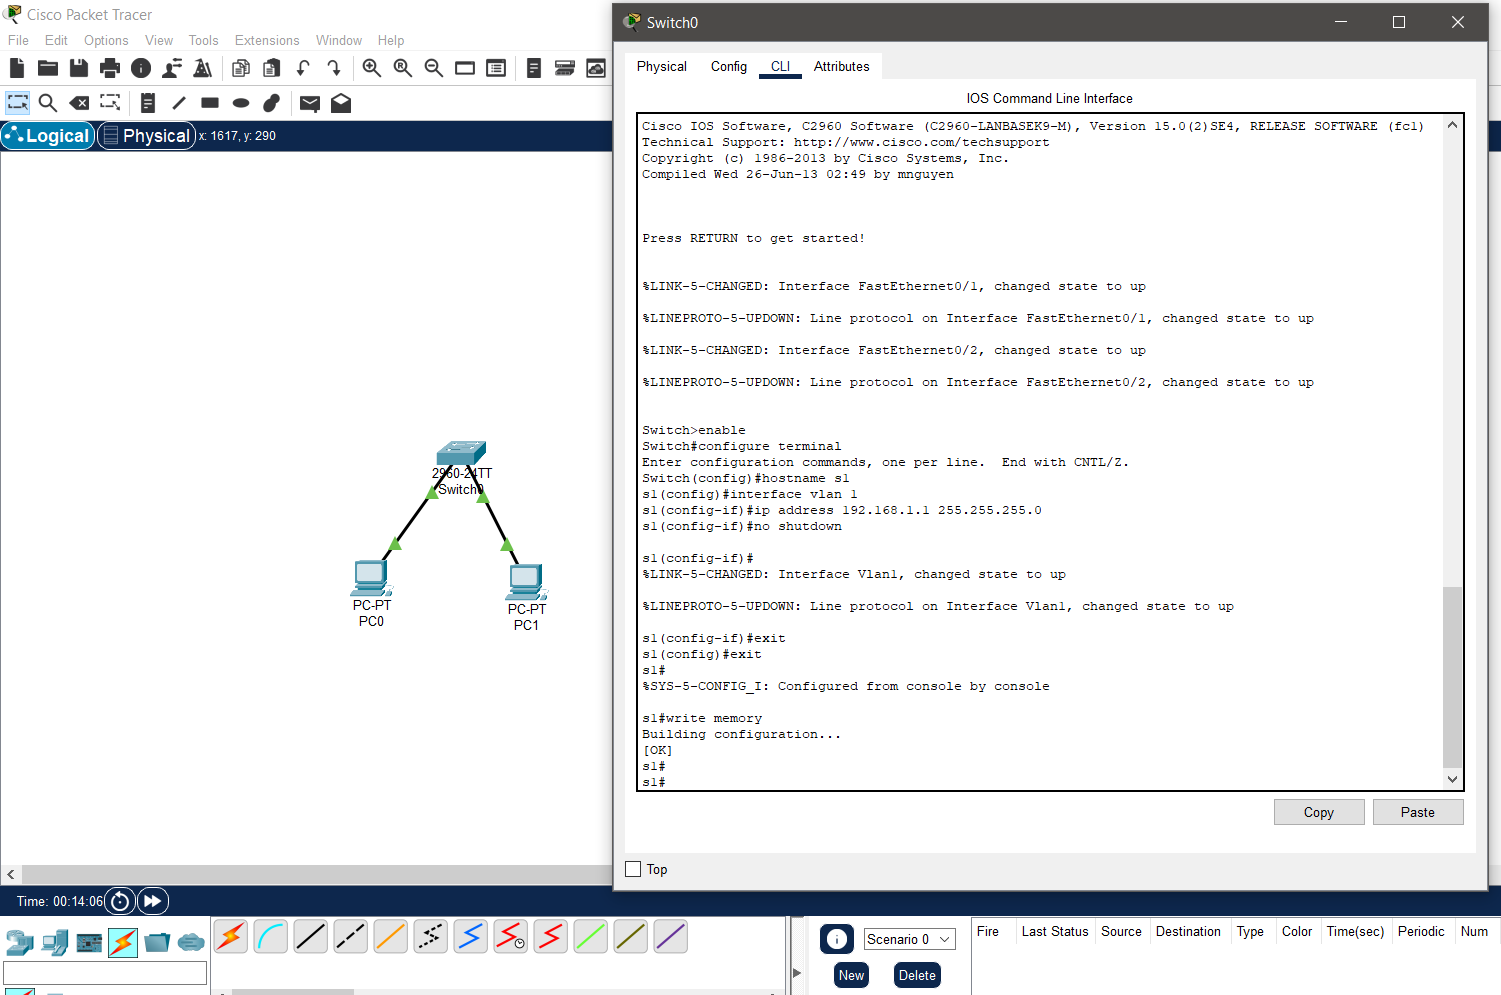 Cisco Packet Tracer
File Edit Options View Tools Extensions Window Help
Logical Physical x: 1617, y: 290
2960-24TT
Switch0
PC-PT
PC0
PC-PT
PC1
Switch0
Physical Config CLI Attributes
IOS Command Line Interface
Cisco IOS Software, C2960 Software (C2960-LANBASEK9-M), Version 15.0(2)SE4, RELEASE SOFTWARE (fc1)
Technical Support: http://www.cisco.com/techsupport
Copyright (c) 1986-2013 by Cisco Systems, Inc.
Compiled Wed 26-Jun-13 02:49 by mnguyen
Press RETURN to get started!
%LINK-5-CHANGED: Interface FastEthernet0/1, changed state to up
%LINEPROTO-5-UPDOWN: Line protocol on Interface FastEthernet0/1, changed state to up
%LINK-5-CHANGED: Interface FastEthernet0/2, changed state to up
%LINEPROTO-5-UPDOWN: Line protocol on Interface FastEthernet0/2, changed state to up
Switch>enable
Switch#configure terminal
Enter configuration commands, one per line.  End with CNTL/Z.
Switch(config)#hostname s1
s1(config)#interface vlan 1
s1(config-if)#ip address 192.168.1.1 255.255.255.0
s1(config-if)#no shutdown
s1(config-if)#
%LINK-5-CHANGED: Interface Vlan1, changed state to up
%LINEPROTO-5-UPDOWN: Line protocol on Interface Vlan1, changed state to up
s1(config-if)#exit
s1(config)#exit
s1#
%SYS-5-CONFIG_I: Configured from console by console
s1#write memory
Building configuration...
[OK]
s1#
s1#
Copy Paste
Top
Time: 00:14:06
Scenario 0
New Delete
Fire Last Status Source Destination Type Color Time(sec) Periodic Num